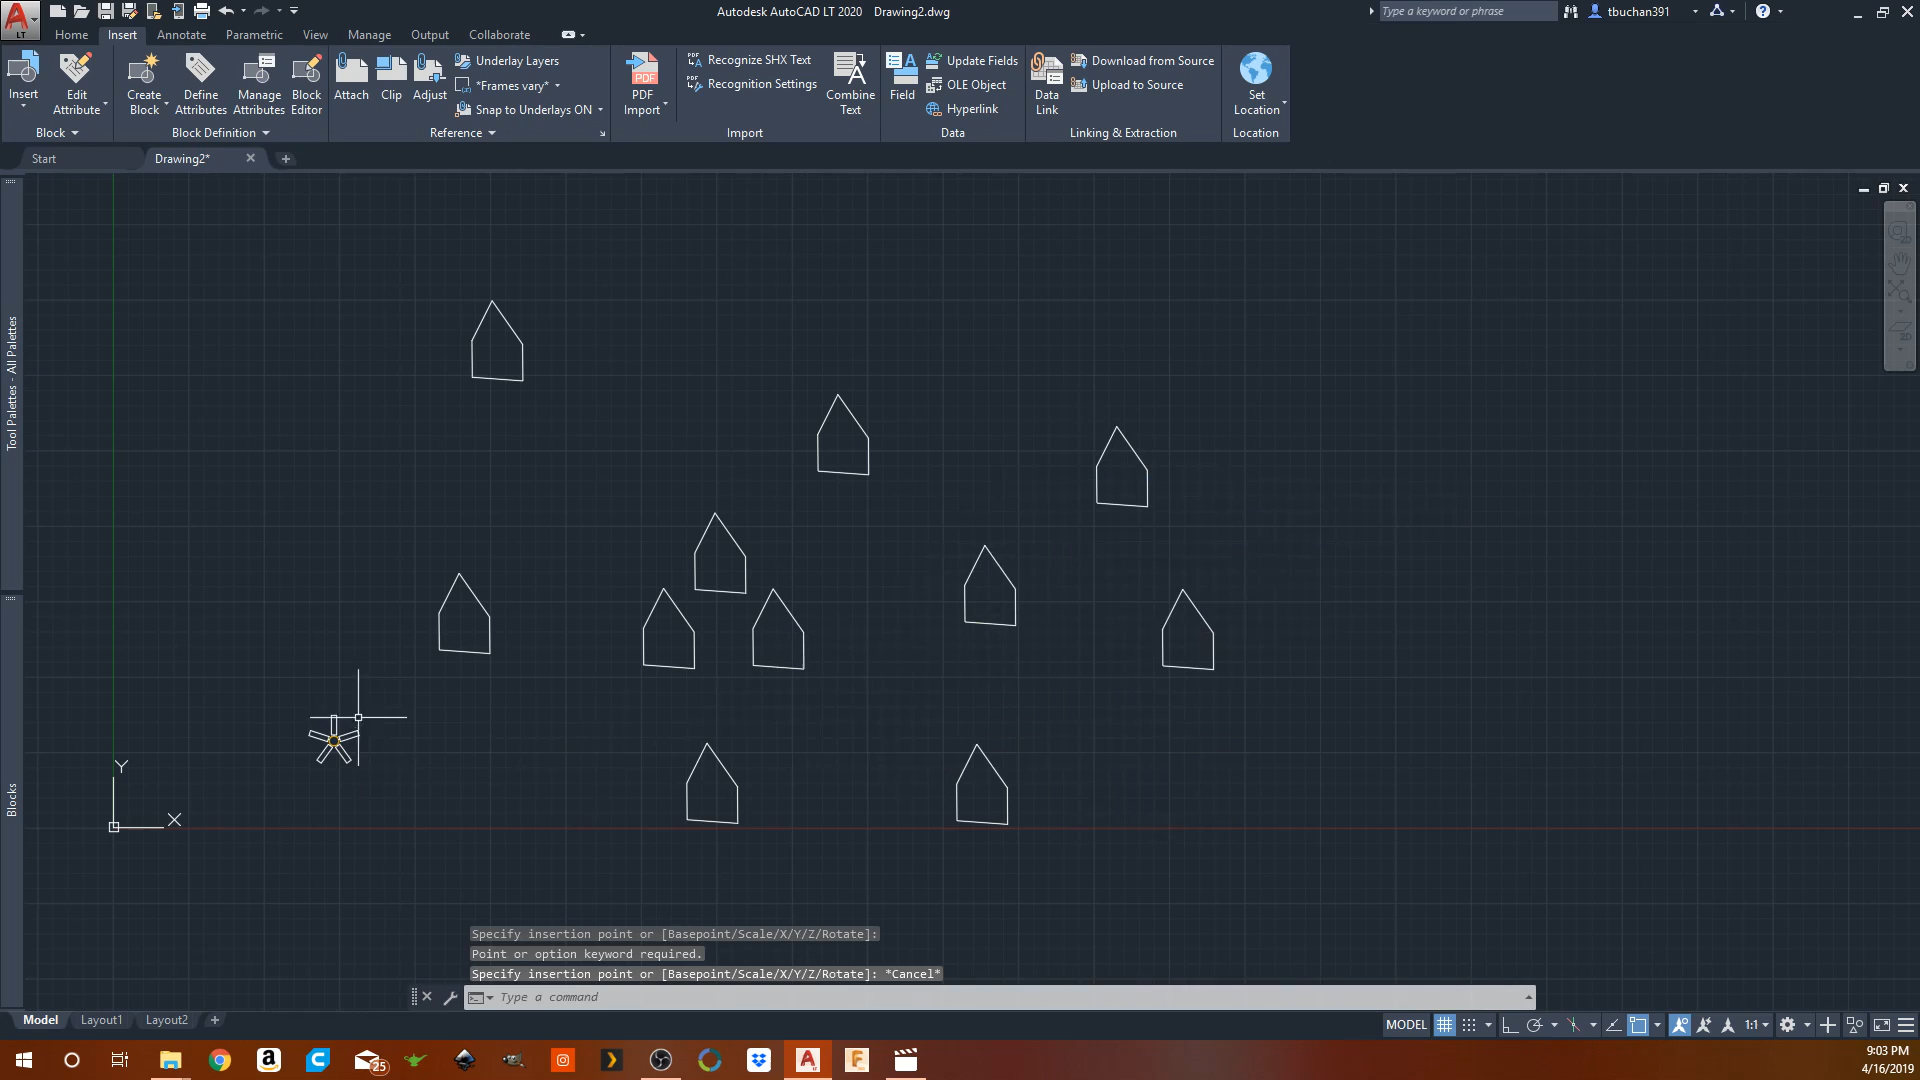 Autodesk AutoCAD LT 2020 Drawing2.dwg
Type a keyword or phrase
tbuchan391
LT
Home Insert Annotate Parametric View Manage Output Collaborate
Insert
Edit Attribute
Block
Create Block
Define Attributes
Manage Attributes
Block Editor
Block Definition
Attach
Clip
Adjust
Underlay Layers
*Frames vary*
Snap to Underlays ON
Reference
PDF
PDF Import
Recognize SHX Text
Recognition Settings
Combine Text
Import
Field
Update Fields
OLE Object
Hyperlink
Data
Data Link
Download from Source
Upload to Source
Linking & Extraction
Set Location
Location
Start
Drawing2*
Tool Palettes - All Palettes
Blocks
Y
X
Specify insertion point or [Basepoint/Scale/X/Y/Z/Rotate]:
Point or option keyword required.
Specify insertion point or [Basepoint/Scale/X/Y/Z/Rotate]: *Cancel*
Type a command
Model Layout1 Layout2
MODEL
1:1
25
9:03 PM
4/16/2019